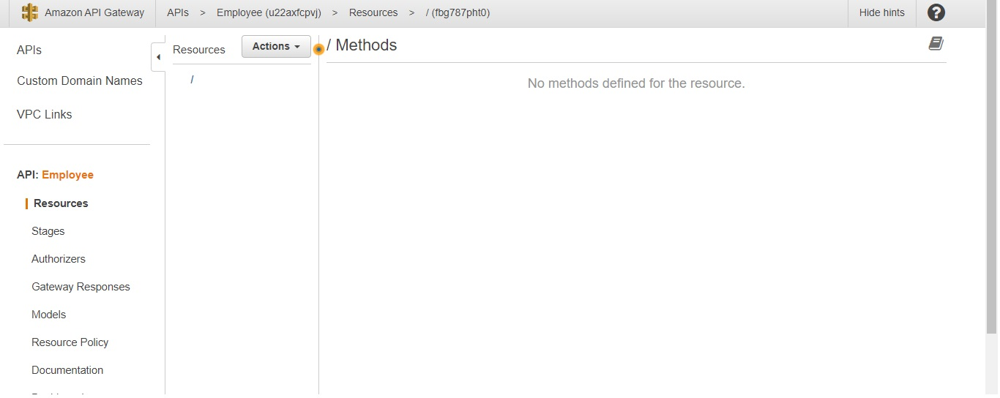 Amazon API Gateway APIs > Employee (u22axfcpvj) > Resources > / (fbg787pht0) Hide hints ?
APIs
Custom Domain Names
VPC Links
API: Employee
Resources
Stages
Authorizers
Gateway Responses
Models
Resource Policy
Documentation
Resources Actions
/
/ Methods
No methods defined for the resource.